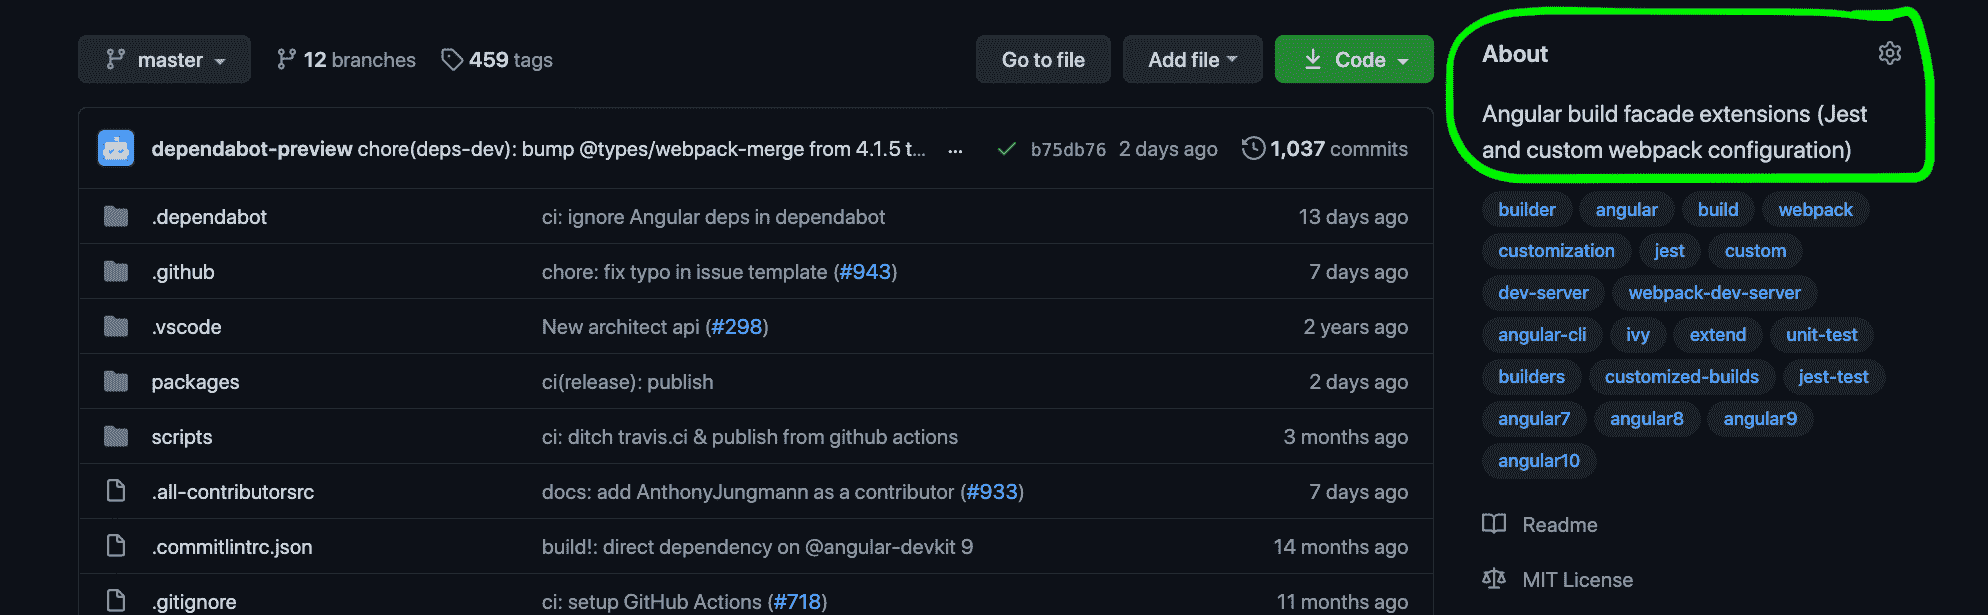 master 12 branches 459 tags Go to file Add file Code
dependabot-preview chore(deps-dev): bump @types/webpack-merge from 4.1.5 t... ... b75db76 2 days ago 1,037 commits
.dependabot ci: ignore Angular deps in dependabot 13 days ago
.github chore: fix typo in issue template (#943) 7 days ago
.vscode New architect api (#298) 2 years ago
packages ci(release): publish 2 days ago
scripts ci: ditch travis.ci & publish from github actions 3 months ago
.all-contributorsrc docs: add AnthonyJungmann as a contributor (#933) 7 days ago
.commitlintrc.json build!: direct dependency on @angular-devkit 9 14 months ago
.gitignore ci: setup GitHub Actions (#718) 11 months ago
About
Angular build facade extensions (Jest
and custom webpack configuration)
builder angular build webpack
customization jest custom
dev-server webpack-dev-server
angular-cli ivy extend unit-test
builders customized-builds jest-test
angular7 angular8 angular9
angular10
Readme
MIT License